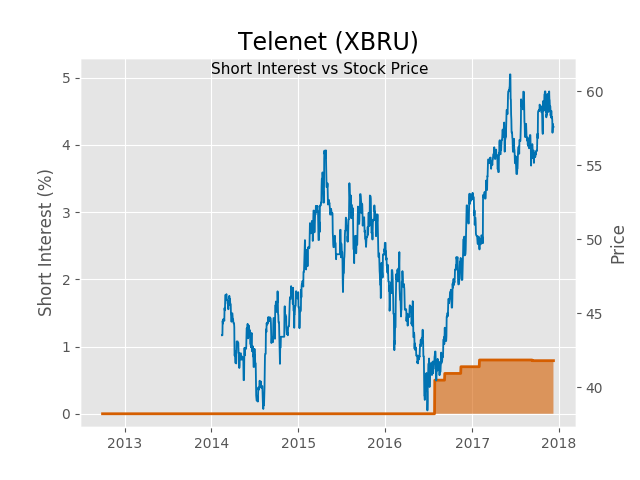 Telenet (XBRU)
Short Interest vs Stock Price
Short Interest (%)
5
4
3
2
1
0
60
55
50
45
40
Price
2013 2014 2015 2016 2017 2018